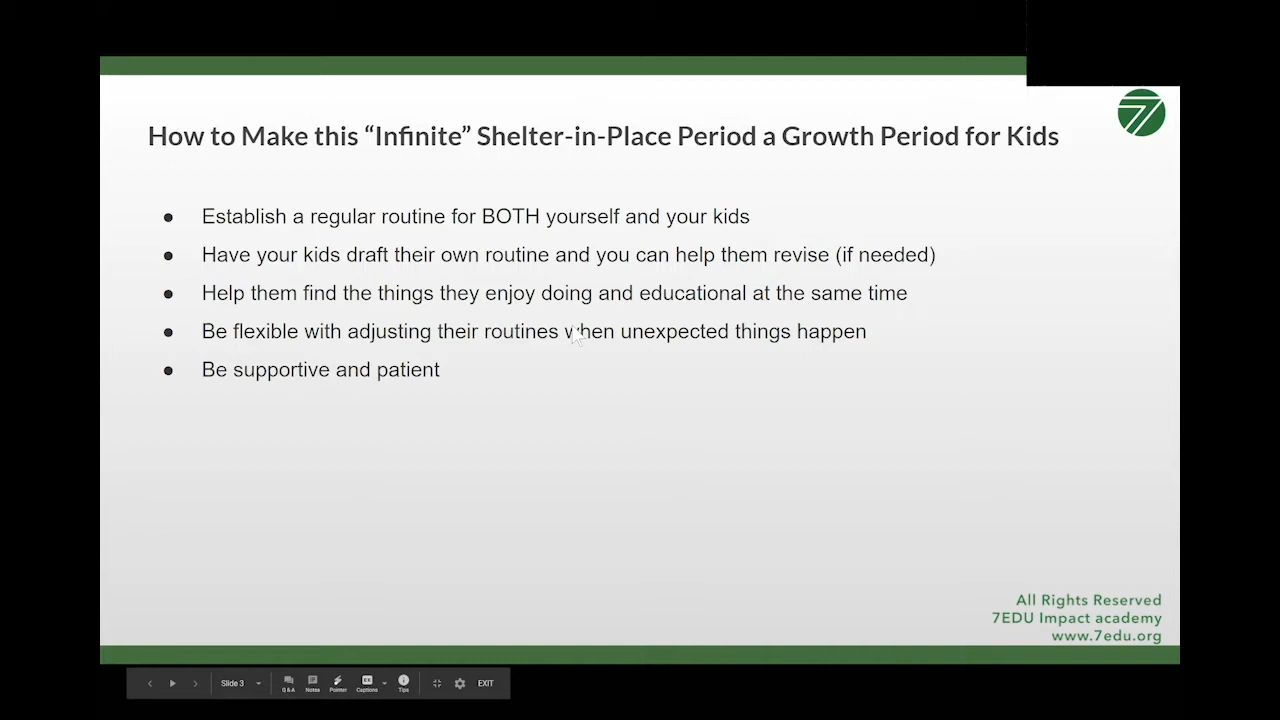 How to Make this “Infinite” Shelter-in-Place Period a Growth Period for Kids
● Establish a regular routine for BOTH yourself and your kids
● Have your kids draft their own routine and you can help them revise (if needed)
● Help them find the things they enjoy doing and educational at the same time
● Be flexible with adjusting their routines when unexpected things happen
● Be supportive and patient
All Rights Reserved
7EDU Impact academy
www.7edu.org
Slide 3 Q & A Notes Pointer Captions Tips EXIT